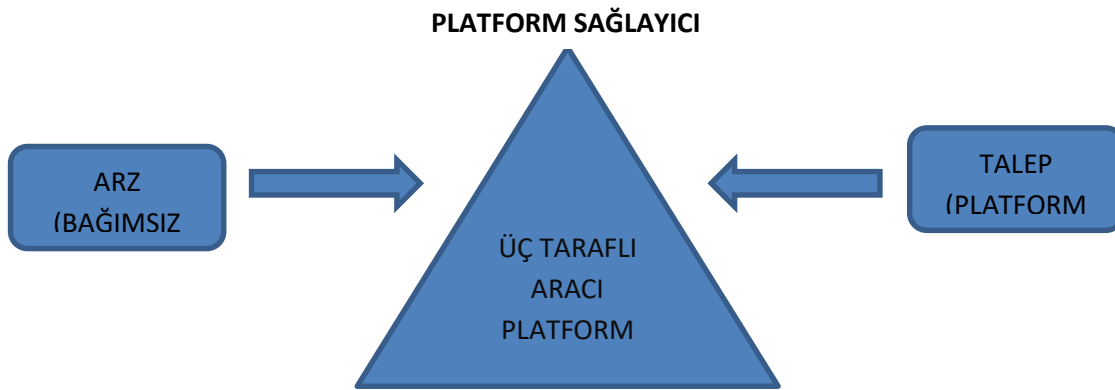 PLATFORM SAĞLAYICI
ARZ
(BAĞIMSIZ
TALEP
(PLATFORM
ÜÇ TARAFLI
ARACI
PLATFORM